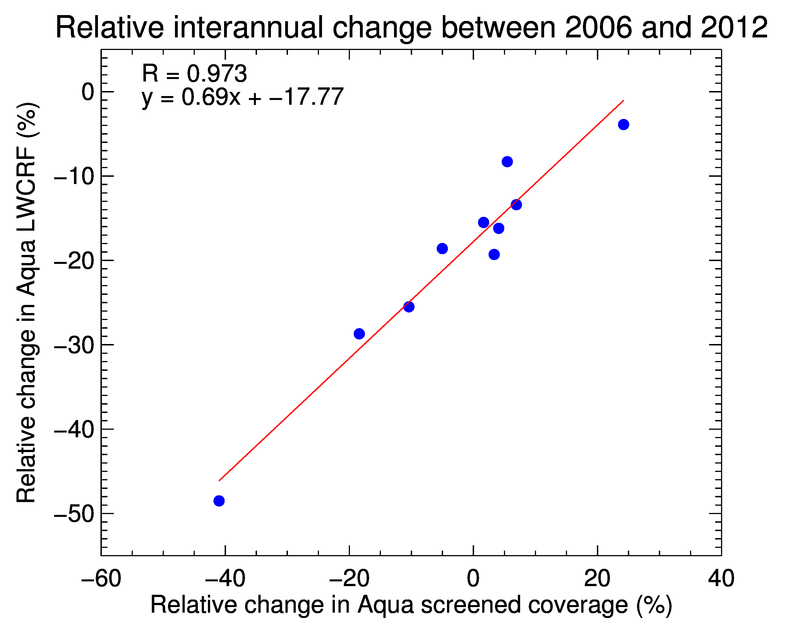 Relative interannual change between 2006 and 2012
R = 0.973
y = 0.69x + −17.77
0
−10
−20
−30
−40
−50
Relative change in Aqua LWCRF (%)
−60 −40 −20 0 20 40
Relative change in Aqua screened coverage (%)